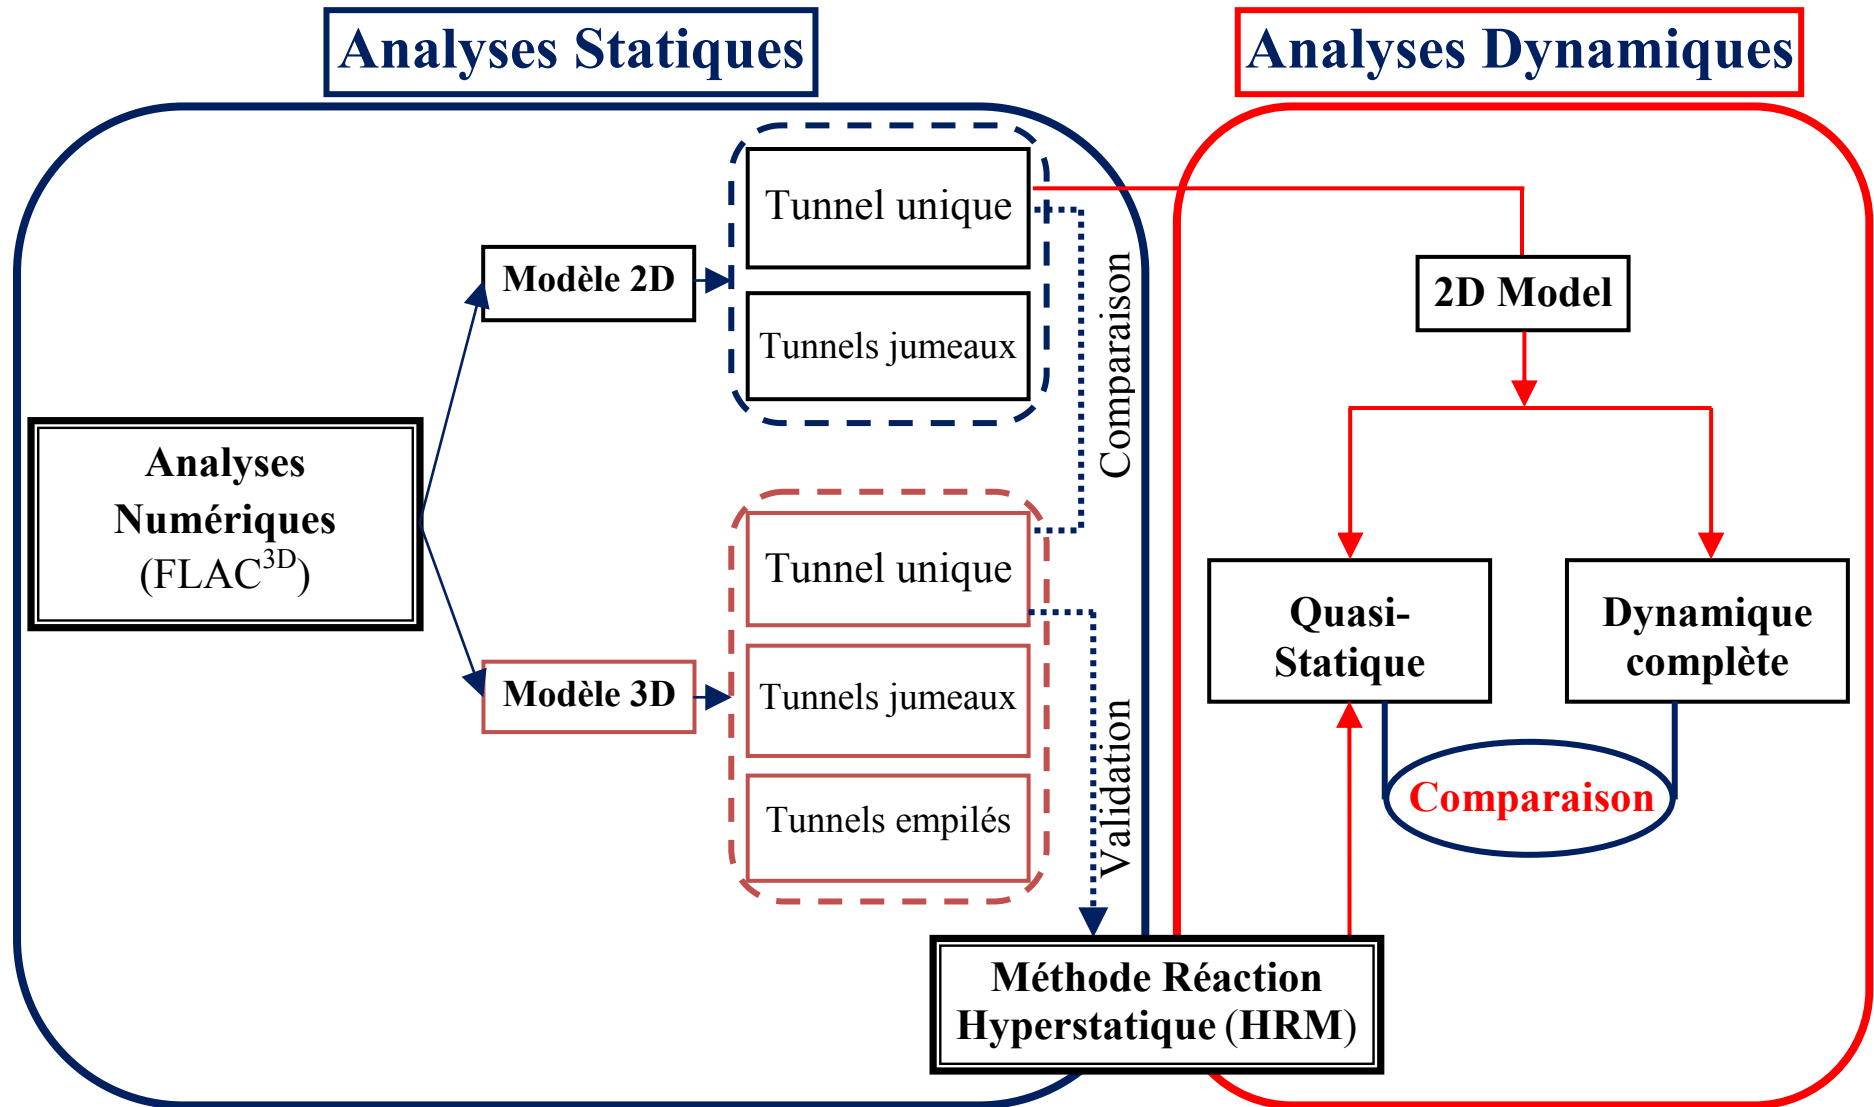 Analyses Statiques
Analyses Dynamiques
Tunnel unique
Modèle 2D
Tunnels jumeaux
Comparaison
2D Model
Analyses
Numériques
(FLAC3D)
Tunnel unique
Modèle 3D
Tunnels jumeaux
Tunnels empilés
Validation
Quasi-
Statique
Dynamique
complète
Comparaison
Méthode Réaction
Hyperstatique (HRM)